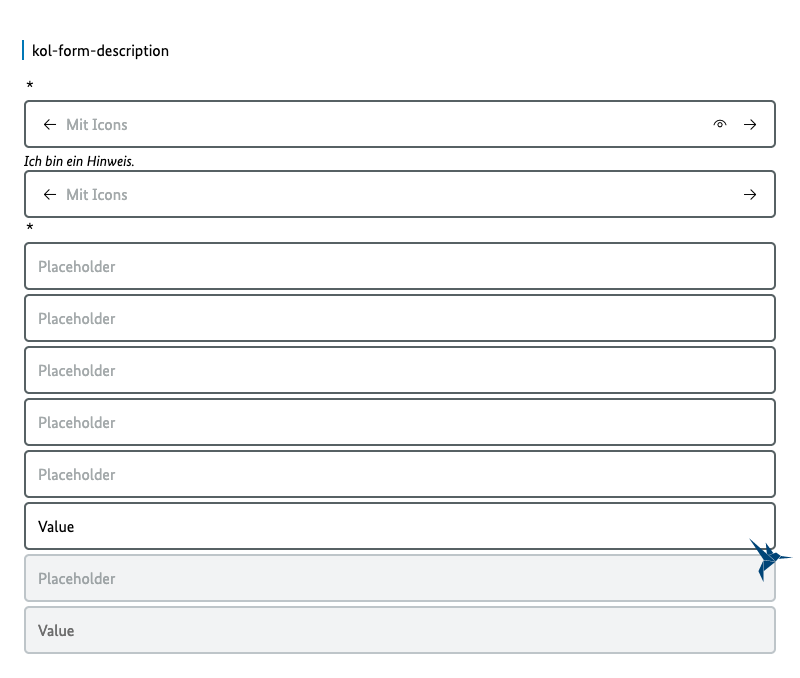 kol-form-description
*
Mit Icons
Ich bin ein Hinweis.
Mit Icons
*
Placeholder
Placeholder
Placeholder
Placeholder
Placeholder
Value
Placeholder
Value